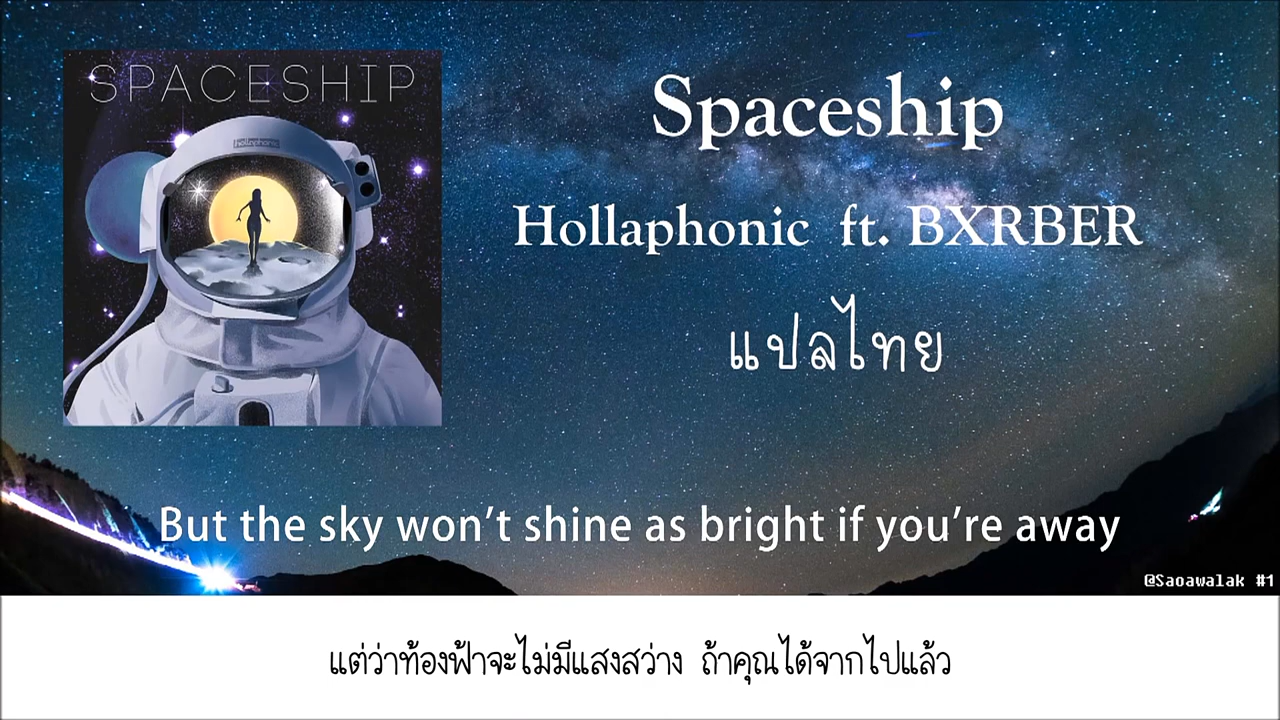 SPACESHIP
hollaphonic
Spaceship
Hollaphonic ft. BXRBER
แปลไทย
But the sky won't shine as bright if you're away
@Saoawalak #1
แต่ว่าท้องฟ้าจะไม่มีแสงสว่าง ถ้าคุณได้จากไปแล้ว